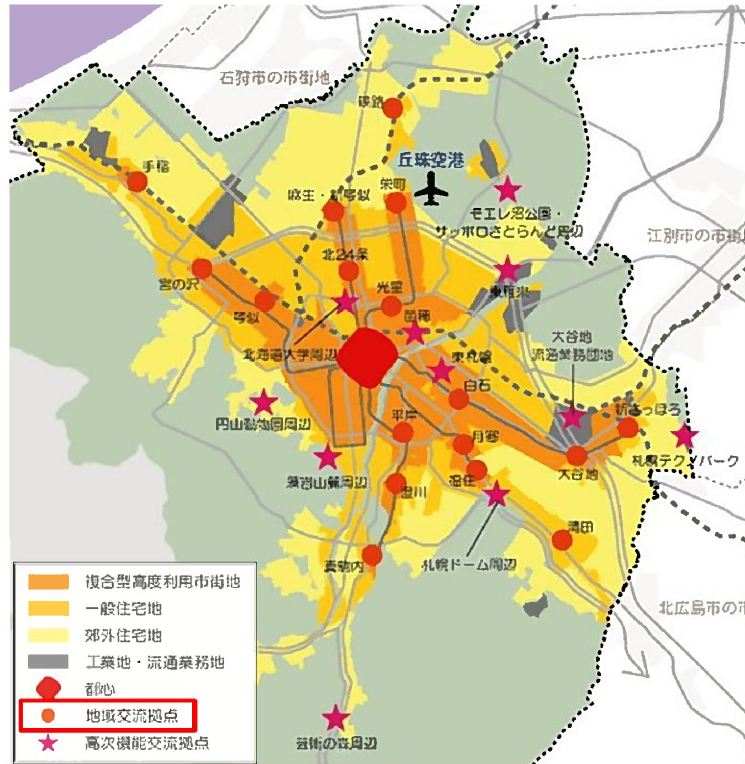 石狩市の市街地
篠路
手稲
丘珠空港
麻生・新琴似
栄町
モエレ沼公園・
サッポロさとらんど周辺
江別市の市街地
北24条
宮の沢
光星
東雁来
琴似
苗穂
大谷地
流通業務団地
北海道大学周辺
東札幌
白石
新さっぽろ
円山動物園周辺
平岸
月寒
札幌テクノパーク
大谷地
藻岩山麓周辺
澄川
福住
清田
真駒内
札幌ドーム周辺
北広島市の市
芸術の森周辺
複合型高度利用市街地
一般住宅地
郊外住宅地
工業地・流通業務地
都心
地域交流拠点
高次機能交流拠点